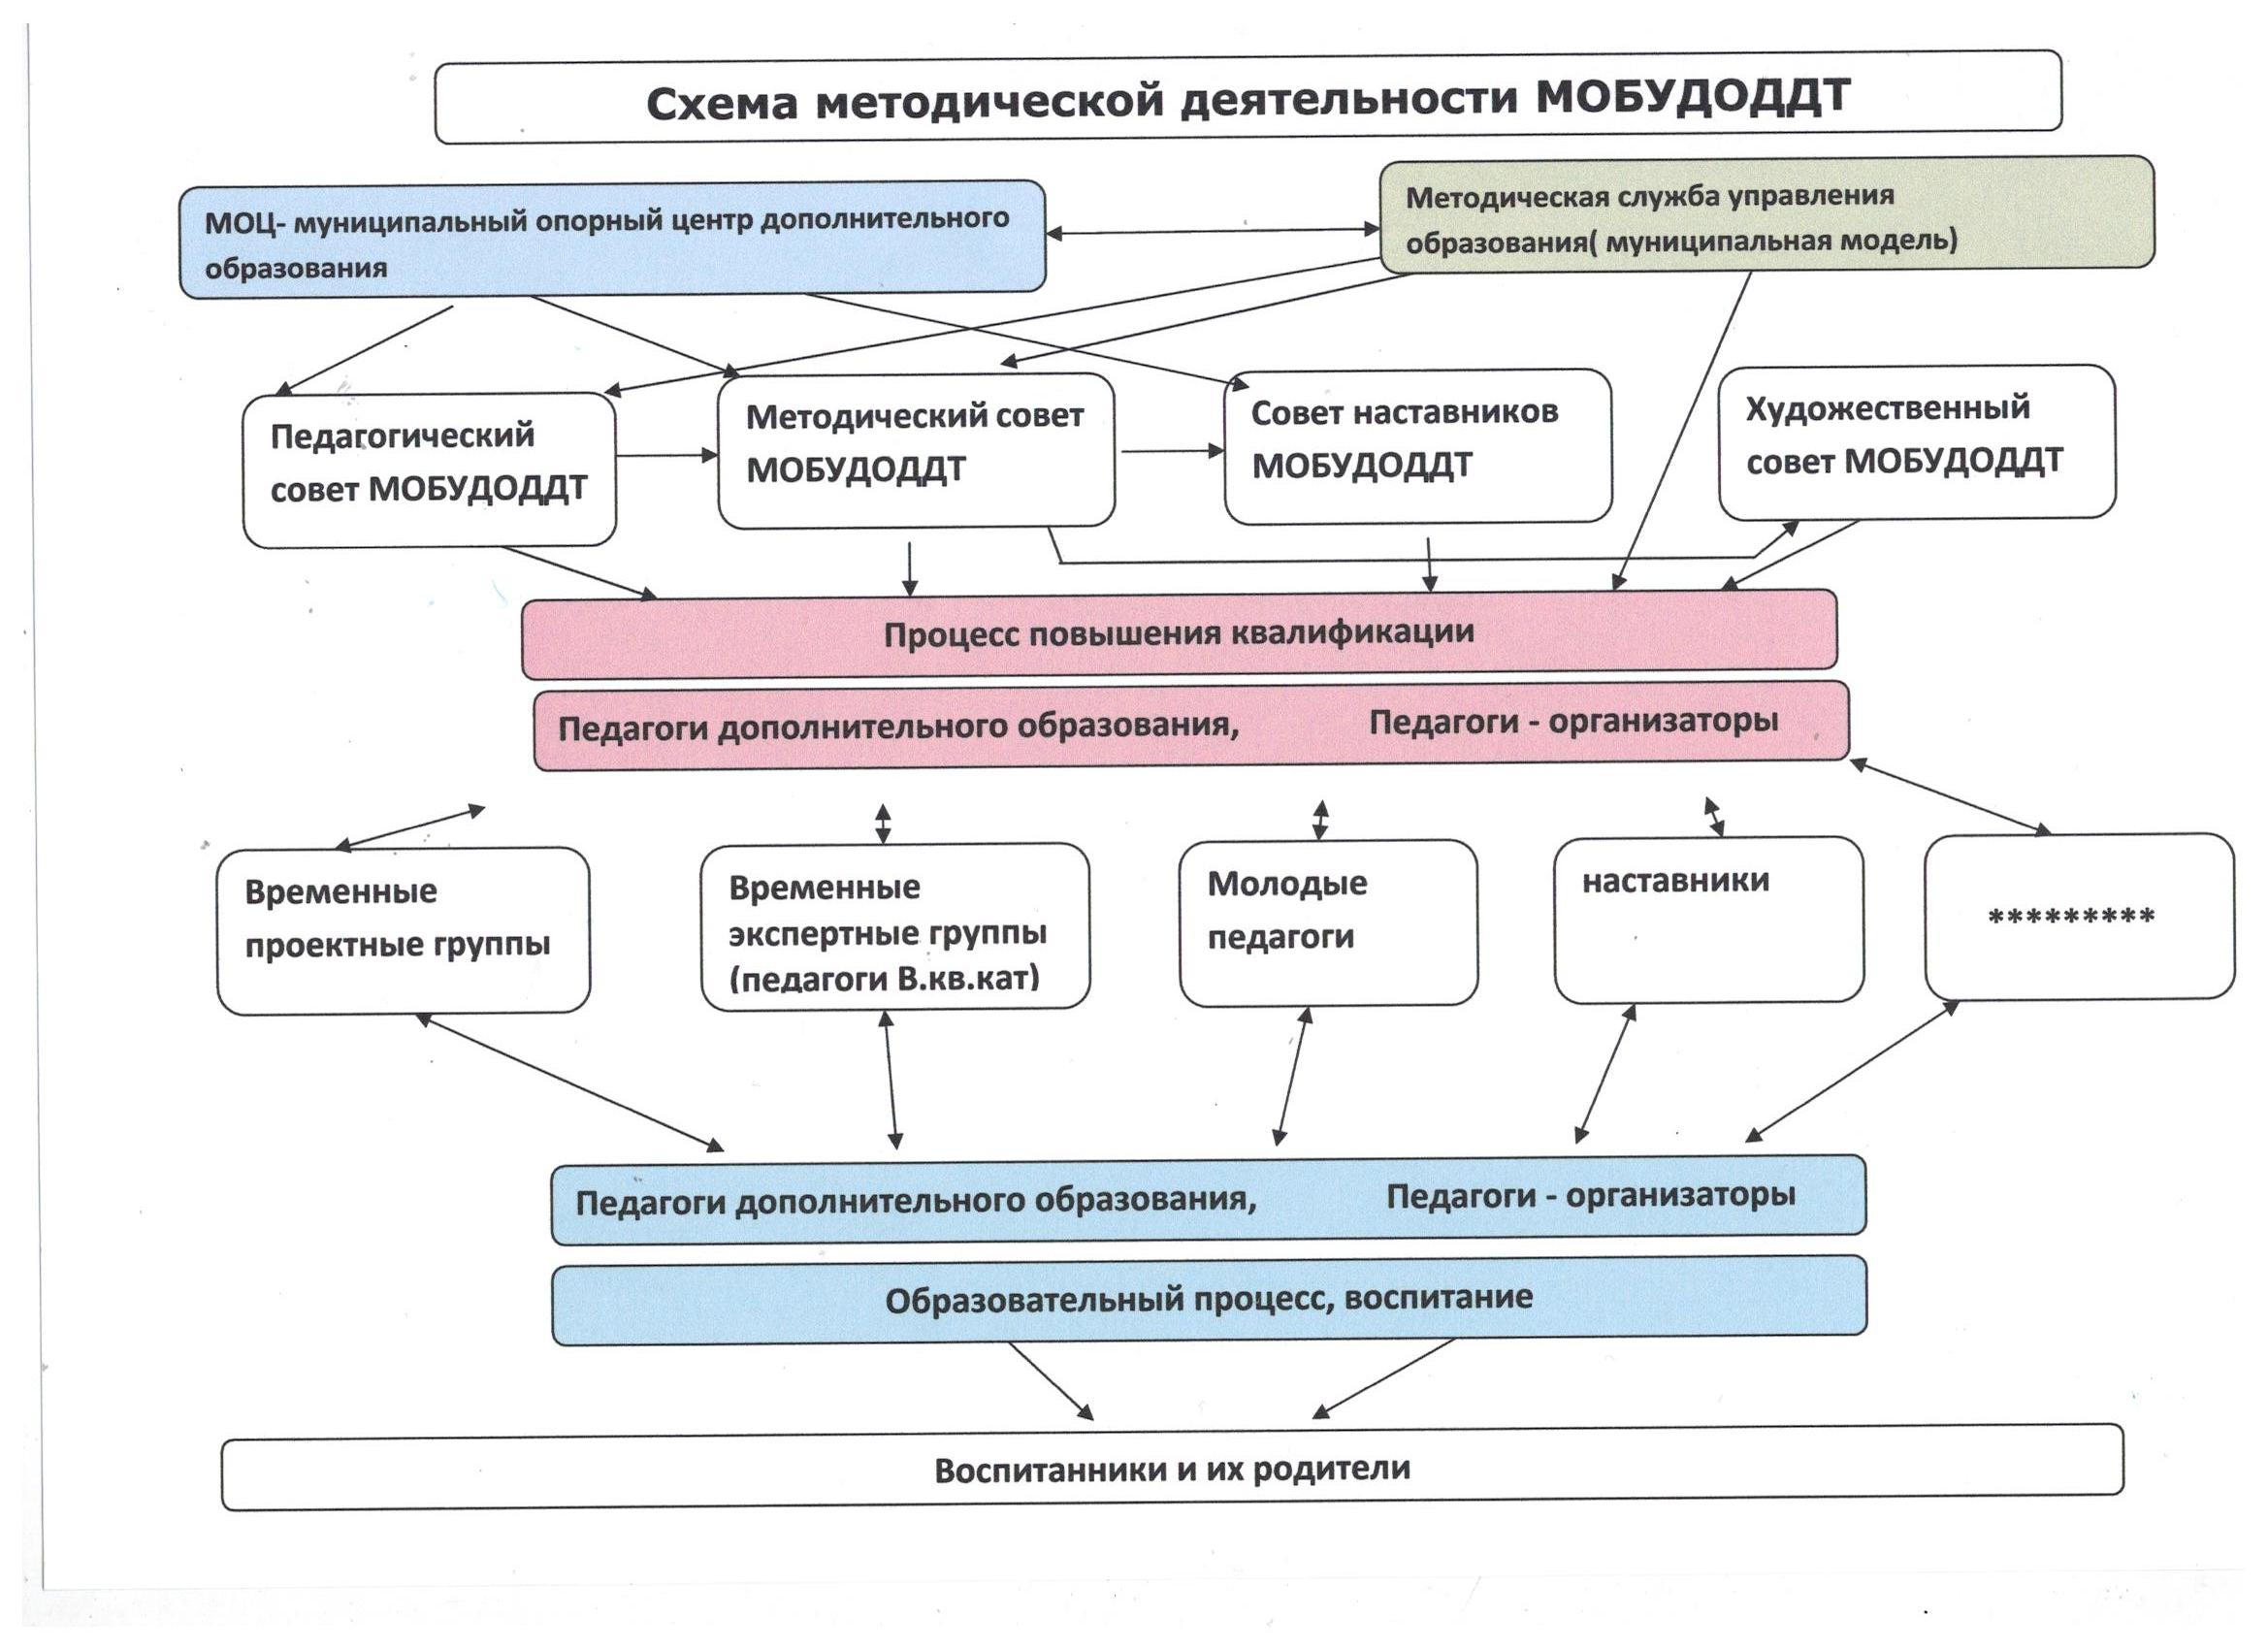 Схема методической деятельности МОБУДОДДТ
МОЦ- муниципальный опорный центр дополнительного
образования
Методическая служба управления
образования( муниципальная модель)
Педагогический
совет МОБУДОДДТ
Методический совет
МОБУДОДДТ
Совет наставников
МОБУДОДДТ
Художественный
совет МОБУДОДДТ
Процесс повышения квалификации
Педагоги дополнительного образования, Педагоги - организаторы
Временные
проектные группы
Временные
экспертные группы
(педагоги В.кв.кат)
Молодые
педагоги
наставники
*********
Педагоги дополнительного образования, Педагоги - организаторы
Образовательный процесс, воспитание
Воспитанники и их родители